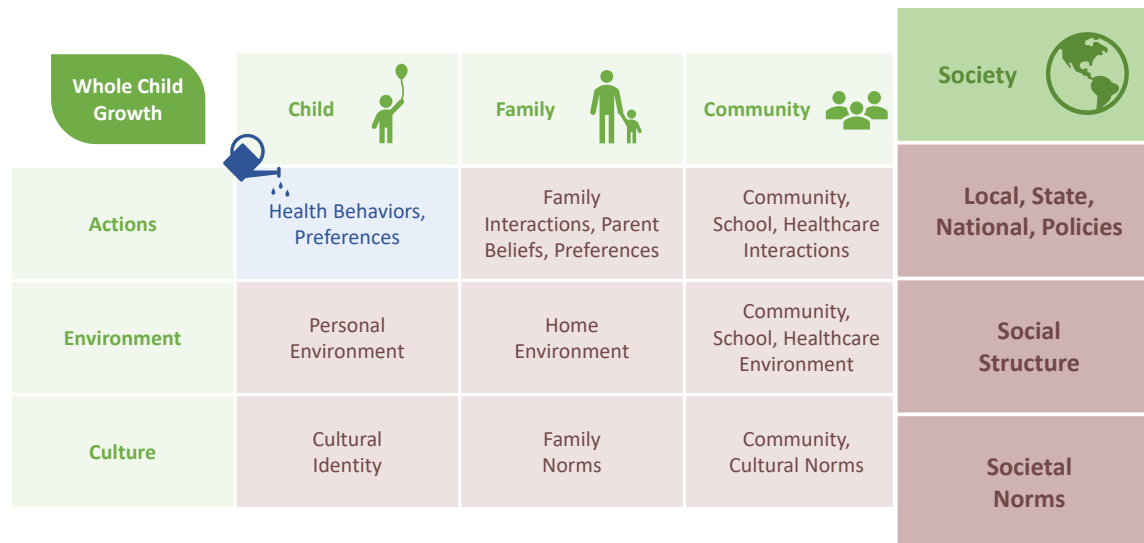 Whole Child
Growth
Child
Family
Community
Society
Actions
Health Behaviors,
Preferences
Family
Interactions, Parent
Beliefs, Preferences
Community,
School, Healthcare
Interactions
Local, State,
National, Policies
Environment
Personal
Environment
Home
Environment
Community,
School, Healthcare
Environment
Social
Structure
Culture
Cultural
Identity
Family
Norms
Community,
Cultural Norms
Societal
Norms